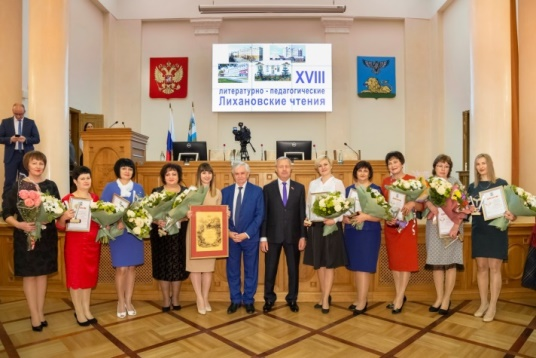 XVIII
литературно - педагогические
Лихановские чтения